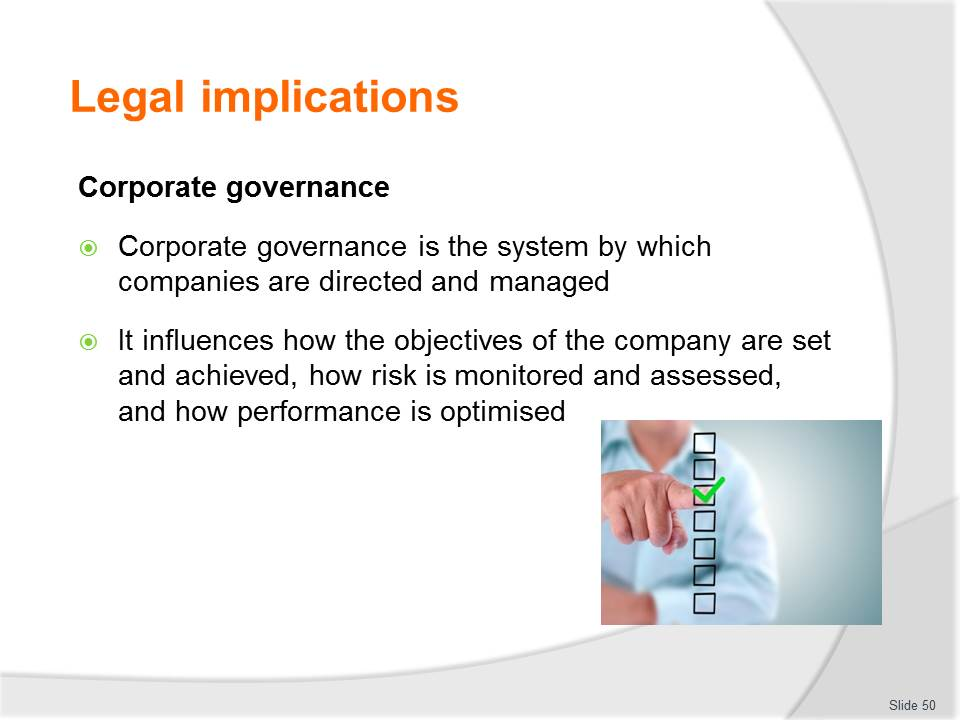 Legal implications
Corporate governance
Corporate governance is the system by which
companies are directed and managed
It influences how the objectives of the company are set
and achieved, how risk is monitored and assessed,
and how performance is optimised
Slide 50